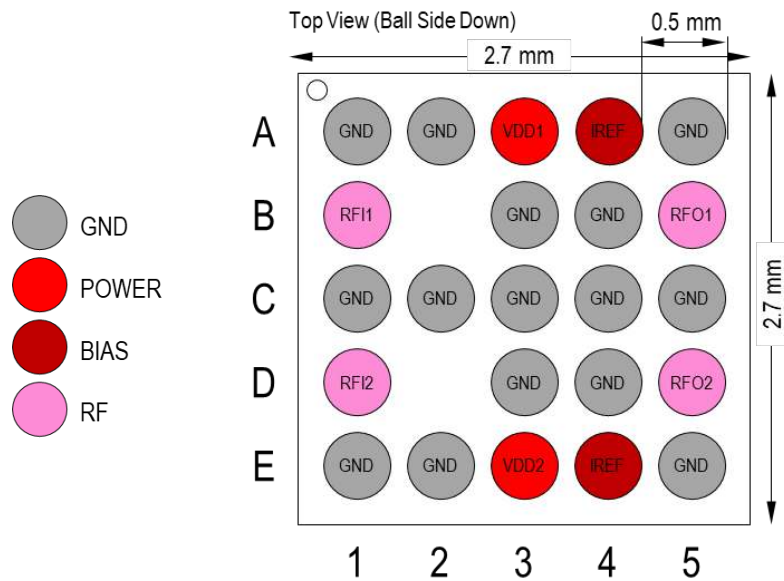 Top View (Ball Side Down)
0.5 mm
2.7 mm
A GND GND VDD1 IREF GND
B RFI1 GND GND RFO1
GND
C GND GND GND GND GND
POWER
2.7 mm
BIAS
D RFI2 GND GND RFO2
RF
E GND GND VDD2 IREF GND
1 2 3 4 5